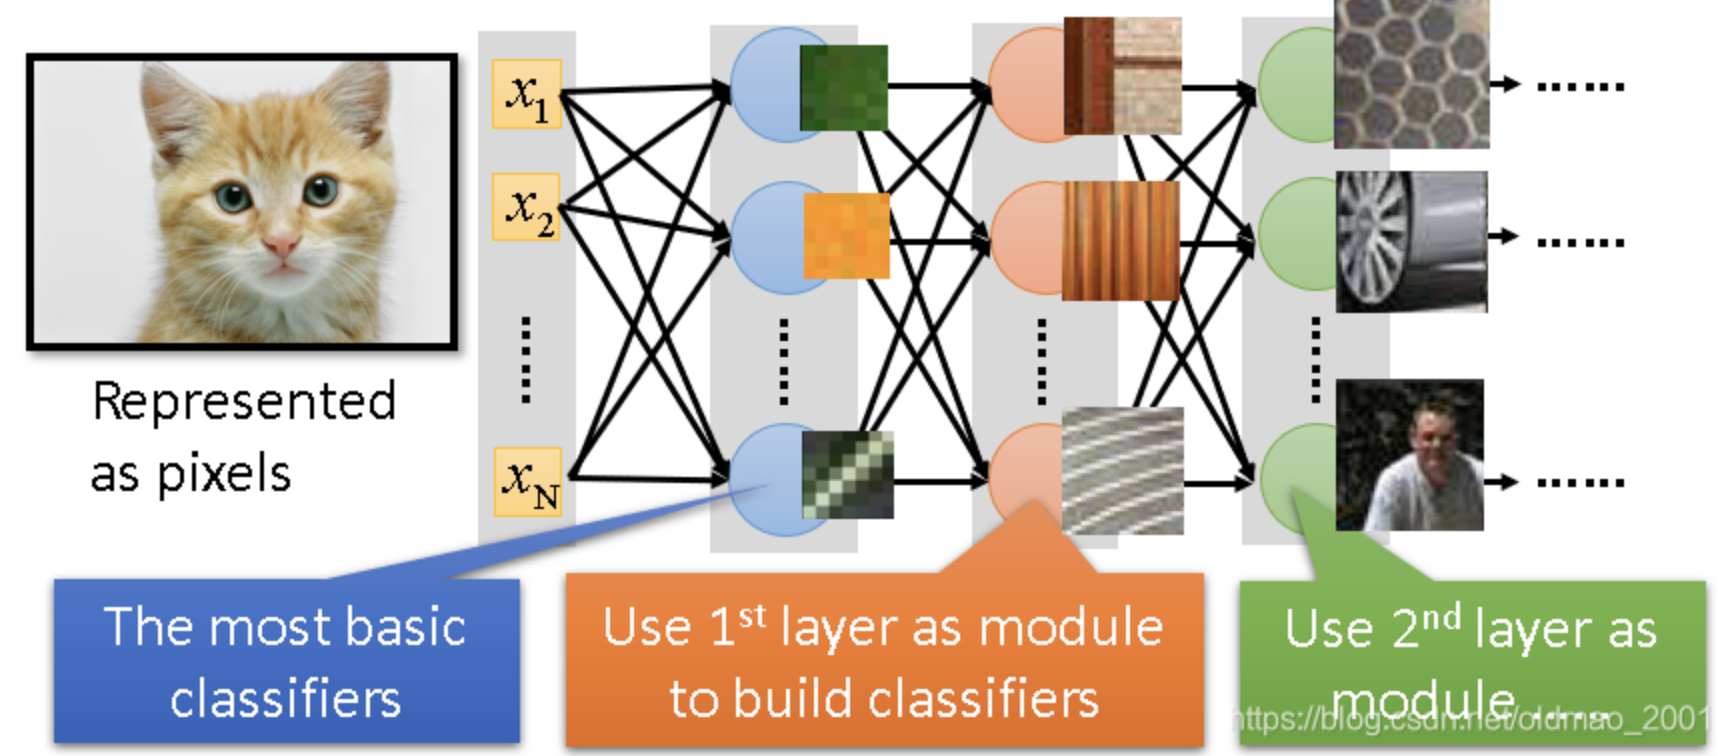 x1
x2
xN
......
......
......
Represented
as pixels
The most basic
classifiers
Use 1st layer as module
to build classifiers
Use 2nd layer as
module ......
https://blog.csdn.net/oldmao_2001